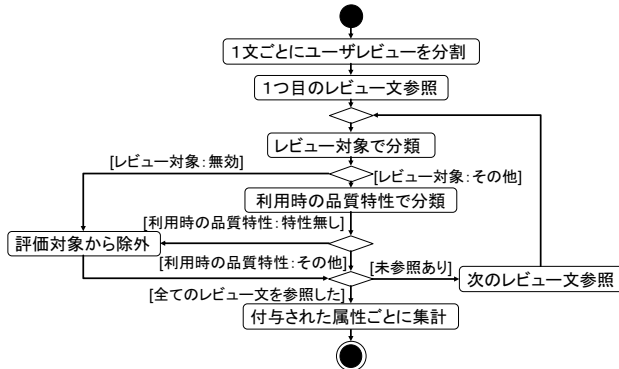 1文ごとにユーザレビューを分割
1つ目のレビュー文参照
レビュー対象で分類
[レビュー対象:無効]
[レビュー対象:その他]
利用時の品質特性で分類
[利用時の品質特性:特性無し]
評価対象から除外
[利用時の品質特性:その他]
[未参照あり]
次のレビュー文参照
[全てのレビュー文を参照した]
付与された属性ごとに集計